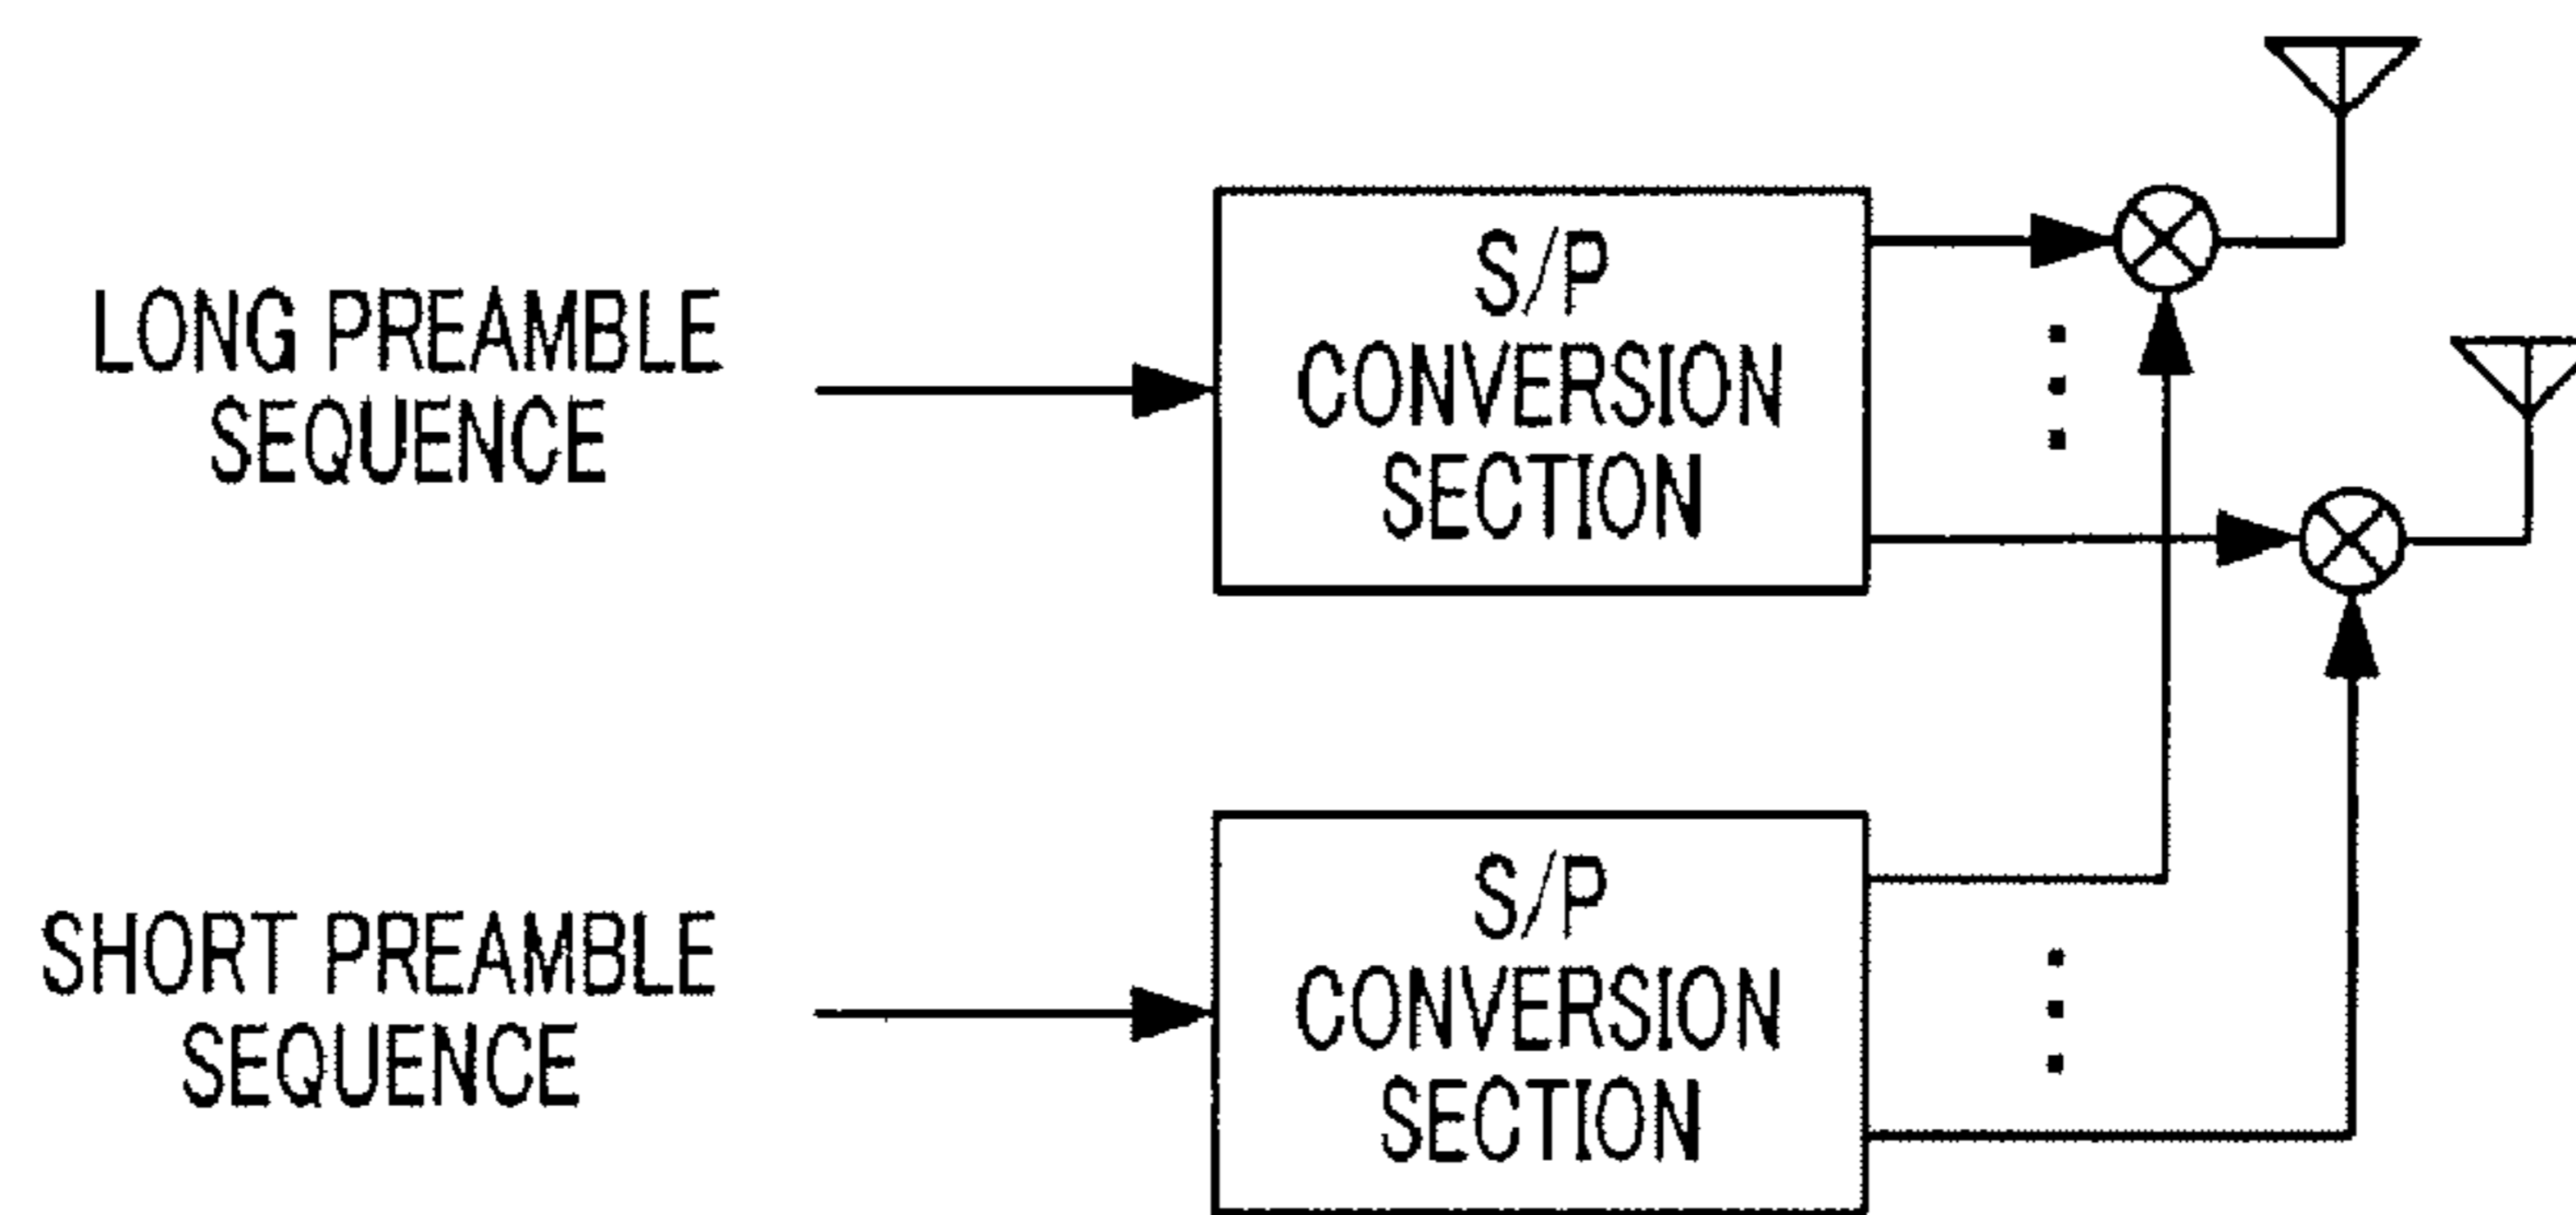 LONG PREAMBLE
SEQUENCE
S/P
CONVERSION
SECTION
SHORT PREAMBLE
SEQUENCE
S/P
CONVERSION
SECTION